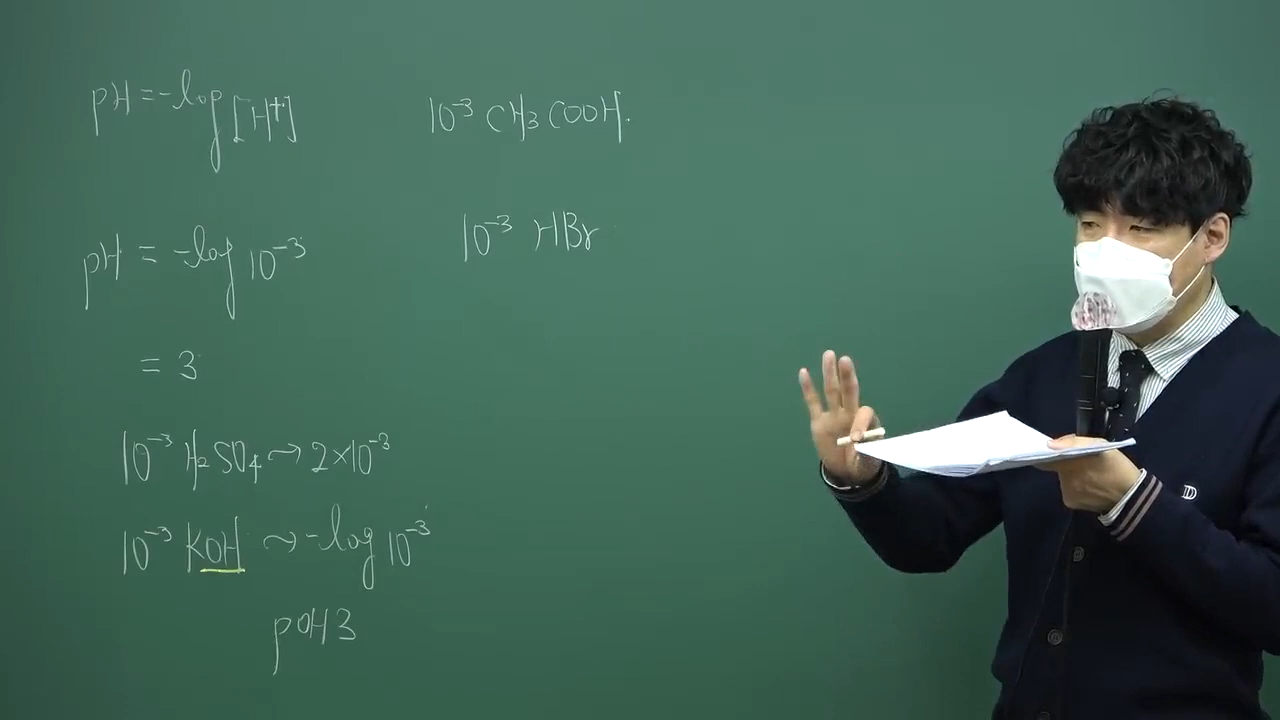 pH = -log [H⁺]
pH = -log 10⁻³
= 3
10⁻³ H₂SO₄ → 2×10⁻³
10⁻³ KOH → -log 10⁻³
pOH 3
10⁻³ CH₃COOH.
10⁻³ HBr
D